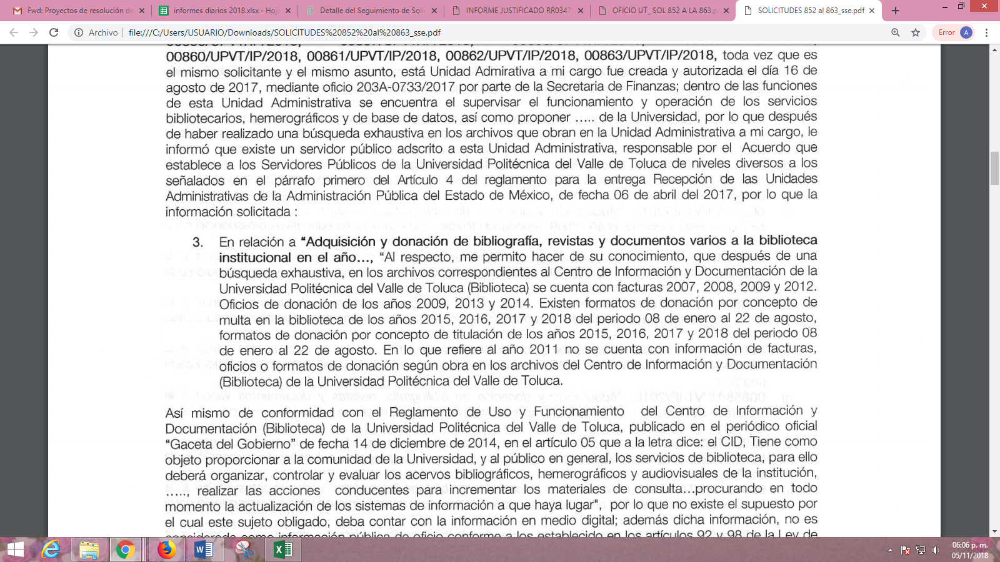 Fwd: Proyectos de resolución de
informes diarios 2018.xlsx - Hoja
Detalle del Seguimiento de Solic
INFORME JUSTIFICADO RR0347
OFICIO UT_ SOL 852 A LA 863.p
SOLICITUDES 852 al 863_sse.pdf
Archivo
file:///C:/Users/USUARIO/Downloads/SOLICITUDES%20852%20al%20863_sse.pdf
Error
A
00860/UPVT/IP/2018, 00861/UPVT/IP/2018, 00862/UPVT/IP/2018, 00863/UPVT/IP/2018, toda vez que es
el mismo solicitante y el mismo asunto, está Unidad Admirativa a mi cargo fue creada y autorizada el día 16 de
agosto de 2017, mediante oficio 203A-0733/2017 por parte de la Secretaria de Finanzas; dentro de las funciones
de esta Unidad Administrativa se encuentra el supervisar el funcionamiento y operación de los servicios
bibliotecarios, hemerográficos y de base de datos, así como proponer ….. de la Universidad, por lo que después
de haber realizado una búsqueda exhaustiva en los archivos que obran en la Unidad Administrativa a mi cargo, le
informó que existe un servidor público adscrito a esta Unidad Administrativa, responsable por el Acuerdo que
establece a los Servidores Públicos de la Universidad Politécnica del Valle de Toluca de niveles diversos a los
señalados en el párrafo primero del Artículo 4 del reglamento para la entrega Recepción de las Unidades
Administrativas de la Administración Pública del Estado de México, de fecha 06 de abril del 2017, por lo que la
información solicitada :
3. En relación a “Adquisición y donación de bibliografía, revistas y documentos varios a la biblioteca
institucional en el año…, “Al respecto, me permito hacer de su conocimiento, que después de una
búsqueda exhaustiva, en los archivos correspondientes al Centro de Información y Documentación de la
Universidad Politécnica del Valle de Toluca (Biblioteca) se cuenta con facturas 2007, 2008, 2009 y 2012.
Oficios de donación de los años 2009, 2013 y 2014. Existen formatos de donación por concepto de
multa en la biblioteca de los años 2015, 2016, 2017 y 2018 del periodo 08 de enero al 22 de agosto,
formatos de donación por concepto de titulación de los años 2015, 2016, 2017 y 2018 del periodo 08
de enero al 22 de agosto. En lo que refiere al año 2011 no se cuenta con información de facturas,
oficios o formatos de donación según obra en los archivos del Centro de Información y Documentación
(Biblioteca) de la Universidad Politécnica del Valle de Toluca.
Así mismo de conformidad con el Reglamento de Uso y Funcionamiento del Centro de Información y
Documentación (Biblioteca) de la Universidad Politécnica del Valle de Toluca, publicado en el periódico oficial
“Gaceta del Gobierno” de fecha 14 de diciembre de 2014, en el artículo 05 que a la letra dice: el CID, Tiene como
objeto proporcionar a la comunidad de la Universidad, y al público en general, los servicios de biblioteca, para ello
deberá organizar, controlar y evaluar los acervos bibliográficos, hemerográficos y audiovisuales de la institución,
….., realizar las acciones conducentes para incrementar los materiales de consulta…procurando en todo
momento la actualización de los sistemas de información a que haya lugar", por lo que no existe el supuesto por
el cual este sujeto obligado, deba contar con la información en medio digital; además dicha información, no es
considerada como información pública de oficio conforme a los establecido en los artículos 92 y 98 de la Ley de
06:06 p. m.
05/11/2018